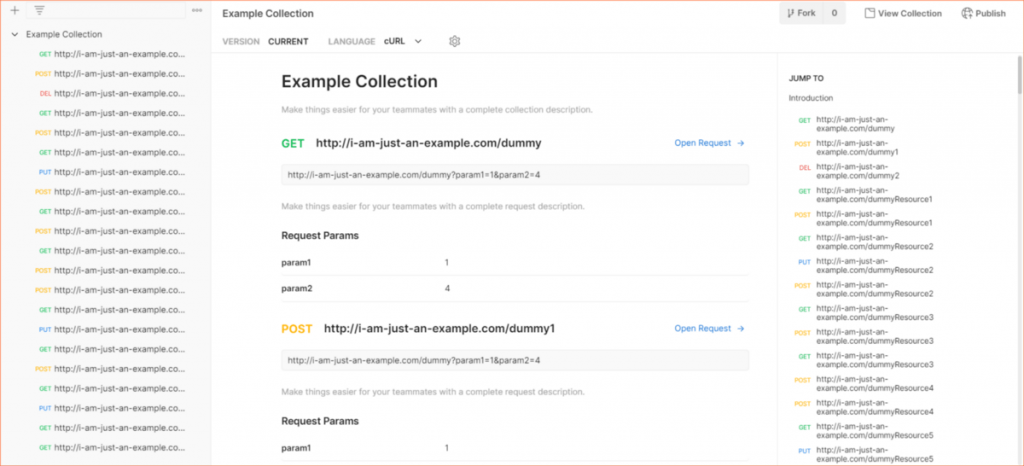 Example Collection
GET http://i-am-just-an-example.co...
POST http://i-am-just-an-example.co...
DEL http://i-am-just-an-example.co...
GET http://i-am-just-an-example.co...
POST http://i-am-just-an-example.co...
GET http://i-am-just-an-example.co...
PUT http://i-am-just-an-example.co...
POST http://i-am-just-an-example.co...
GET http://i-am-just-an-example.co...
POST http://i-am-just-an-example.co...
GET http://i-am-just-an-example.co...
POST http://i-am-just-an-example.co...
POST http://i-am-just-an-example.co...
GET http://i-am-just-an-example.co...
PUT http://i-am-just-an-example.co...
GET http://i-am-just-an-example.co...
POST http://i-am-just-an-example.co...
GET http://i-am-just-an-example.co...
PUT http://i-am-just-an-example.co...
GET http://i-am-just-an-example.co...
GET http://i-am-just-an-example.co...
Example Collection
Fork 0 View Collection Publish
VERSION CURRENT LANGUAGE cURL
Example Collection
Make things easier for your teammates with a complete collection description.
GET http://i-am-just-an-example.com/dummy Open Request →
http://i-am-just-an-example.com/dummy?param1=1&param2=4
Make things easier for your teammates with a complete request description.
Request Params
param1 1
param2 4
POST http://i-am-just-an-example.com/dummy1 Open Request →
http://i-am-just-an-example.com/dummy?param1=1&param2=4
Make things easier for your teammates with a complete request description.
Request Params
param1 1
JUMP TO
Introduction
GET http://i-am-just-an-
example.com/dummy
POST http://i-am-just-an-
example.com/dummy1
DEL http://i-am-just-an-
example.com/dummy2
GET http://i-am-just-an-
example.com/dummyResource1
POST http://i-am-just-an-
example.com/dummyResource1
GET http://i-am-just-an-
example.com/dummyResource2
PUT http://i-am-just-an-
example.com/dummyResource2
POST http://i-am-just-an-
example.com/dummyResource2
GET http://i-am-just-an-
example.com/dummyResource3
POST http://i-am-just-an-
example.com/dummyResource3
GET http://i-am-just-an-
example.com/dummyResource3
POST http://i-am-just-an-
example.com/dummyResource4
POST http://i-am-just-an-
example.com/dummyResource4
GET http://i-am-just-an-
example.com/dummyResource5
PUT http://i-am-just-an-
example.com/dummyResource5